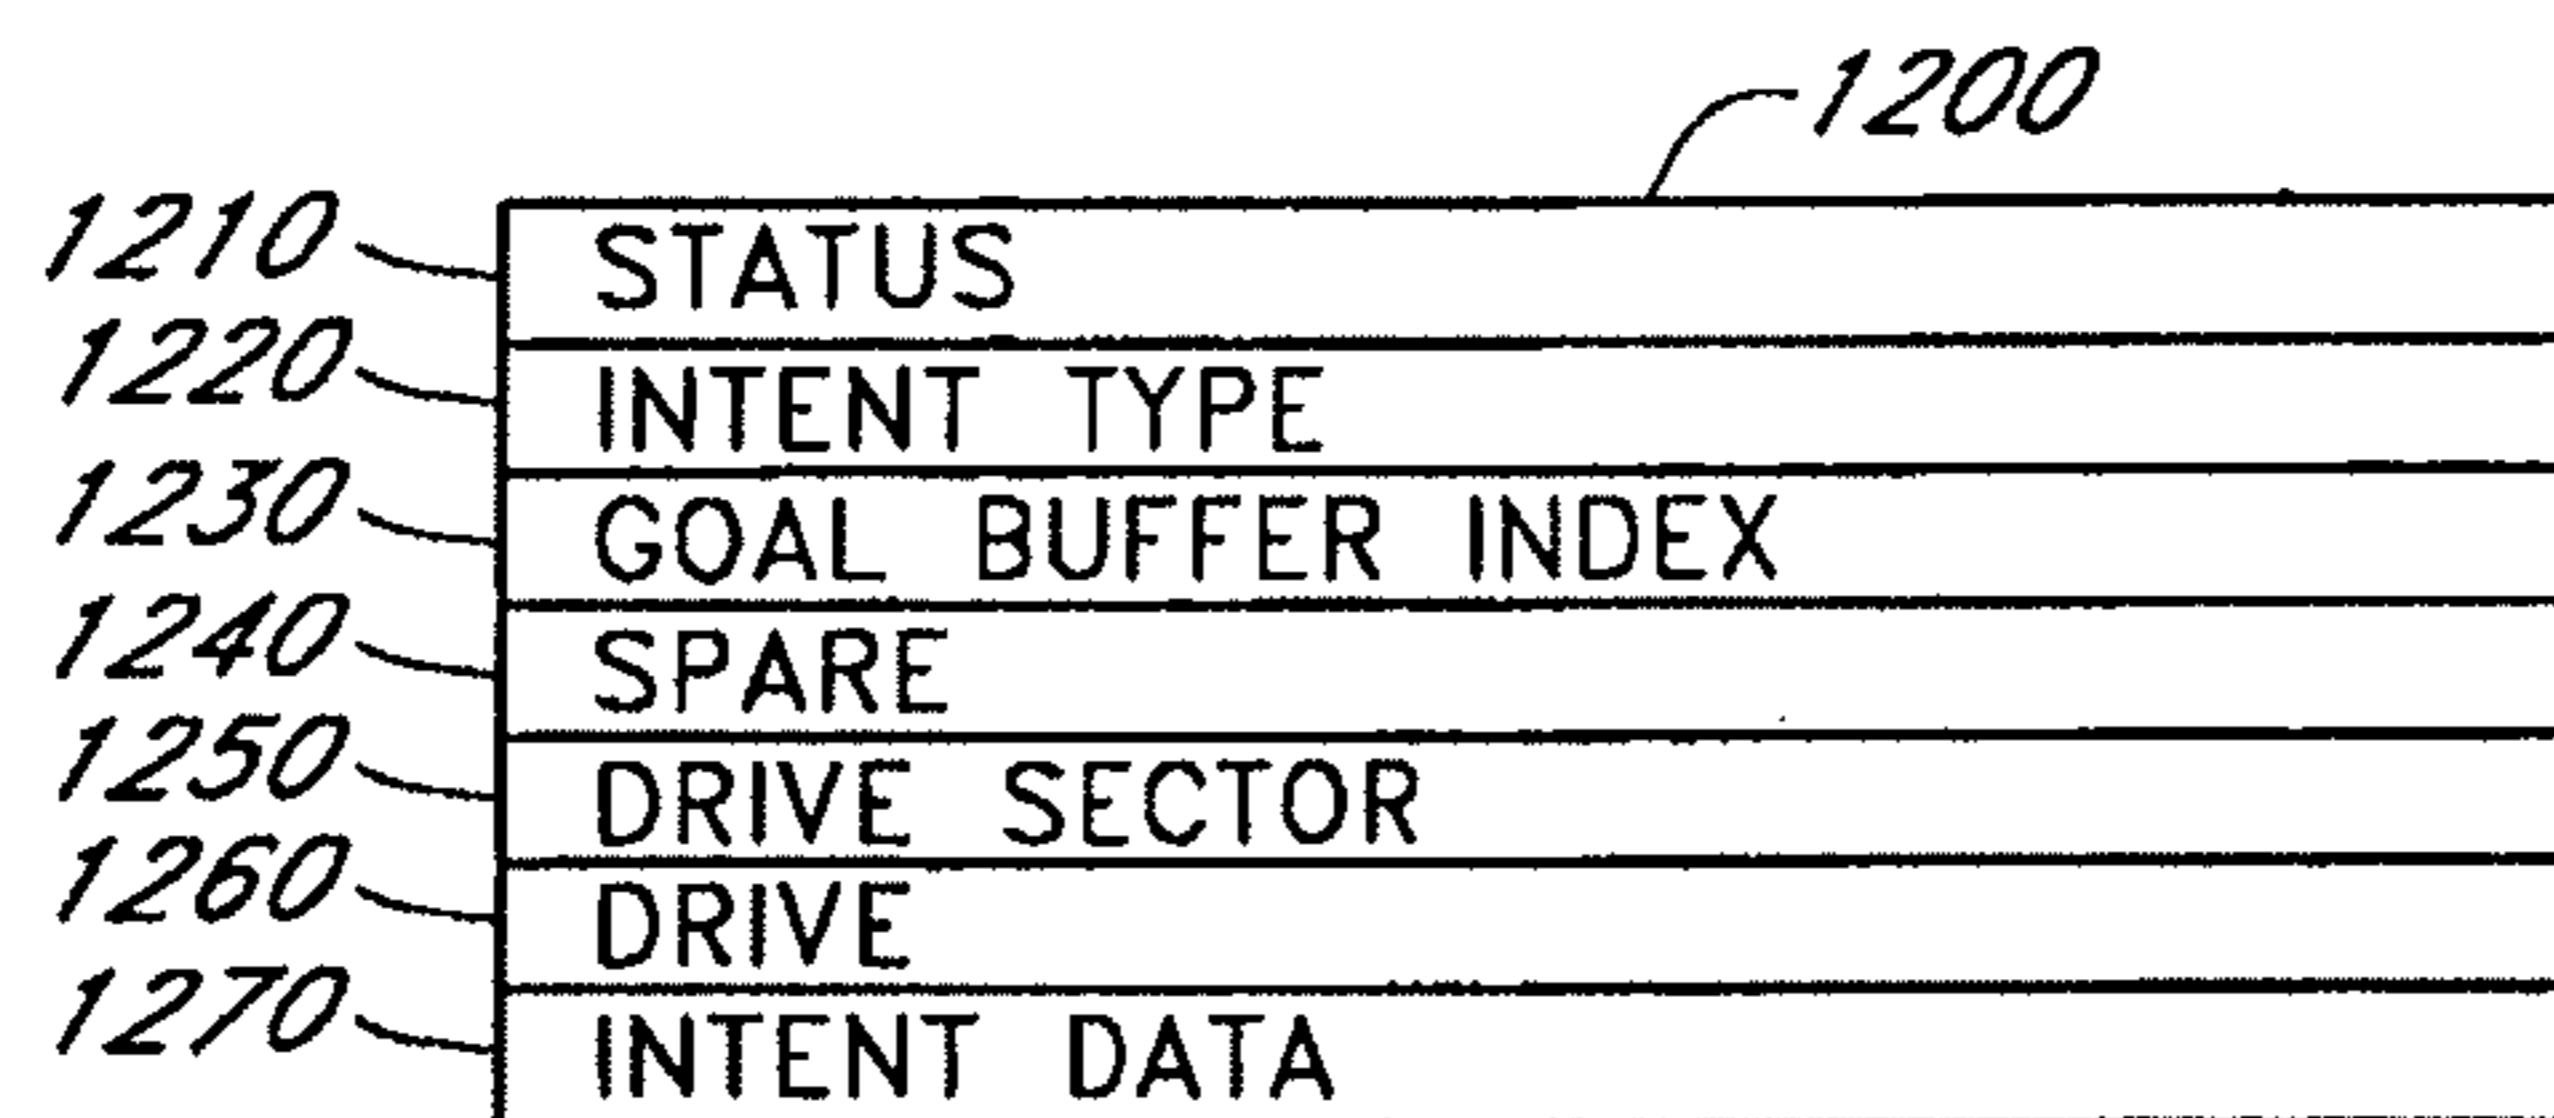 1200
1210 STATUS
1220 INTENT TYPE
1230 GOAL BUFFER INDEX
1240 SPARE
1250 DRIVE SECTOR
1260 DRIVE
1270 INTENT DATA